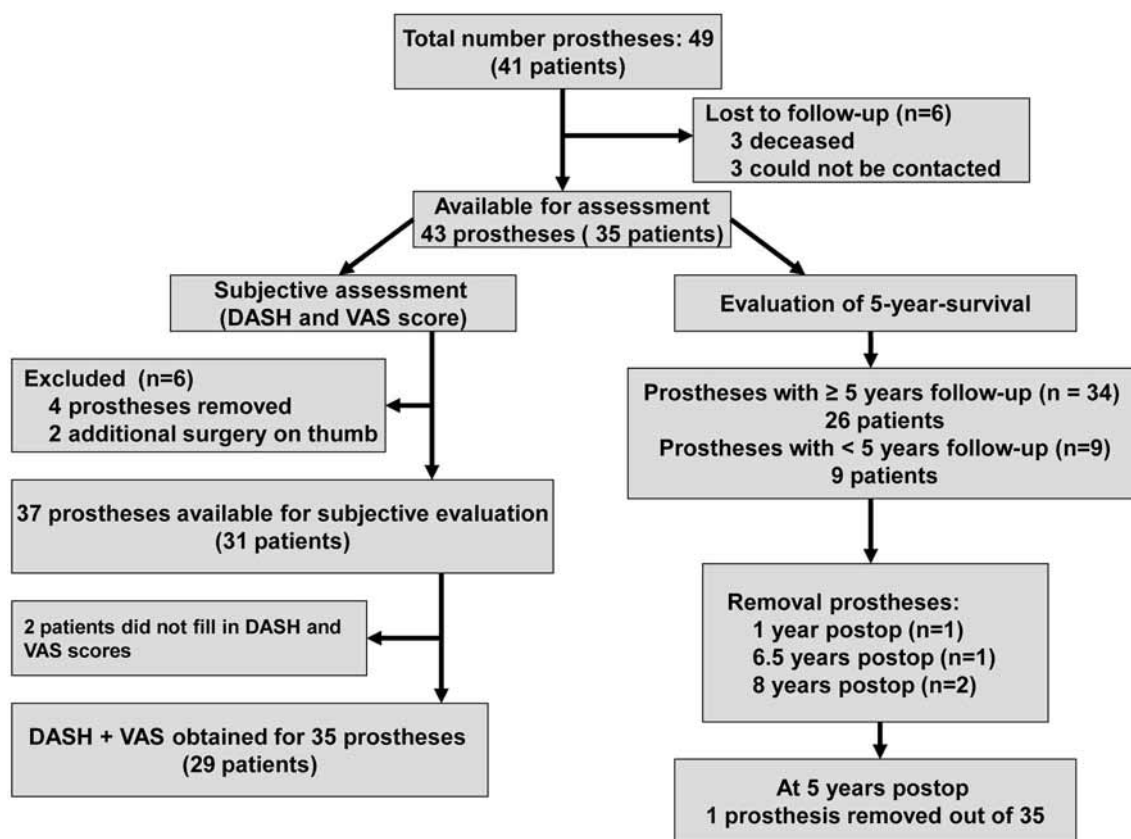 Total number prostheses: 49
(41 patients)
Lost to follow-up (n=6)
3 deceased
3 could not be contacted
Available for assessment
43 prostheses ( 35 patients)
Subjective assessment
(DASH and VAS score)
Excluded (n=6)
4 prostheses removed
2 additional surgery on thumb
37 prostheses available for subjective evaluation
(31 patients)
2 patients did not fill in DASH and
VAS scores
DASH + VAS obtained for 35 prostheses
(29 patients)
Evaluation of 5-year-survival
Prostheses with ≥ 5 years follow-up (n = 34)
26 patients
Prostheses with < 5 years follow-up (n=9)
9 patients
Removal prostheses:
1 year postop (n=1)
6.5 years postop (n=1)
8 years postop (n=2)
At 5 years postop
1 prosthesis removed out of 35